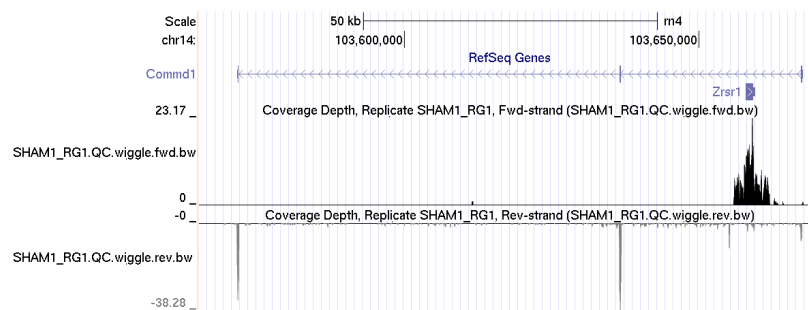 Scale 50 kb rn4
chr14: 103,600,000 103,650,000
RefSeq Genes
Commd1
Zrsr1
23.17 _ Coverage Depth, Replicate SHAM1_RG1, Fwd-strand (SHAM1_RG1.QC.wiggle.fwd.bw)
SHAM1_RG1.QC.wiggle.fwd.bw
0 _
-0 _ Coverage Depth, Replicate SHAM1_RG1, Rev-strand (SHAM1_RG1.QC.wiggle.rev.bw)
SHAM1_RG1.QC.wiggle.rev.bw
-38.28 _